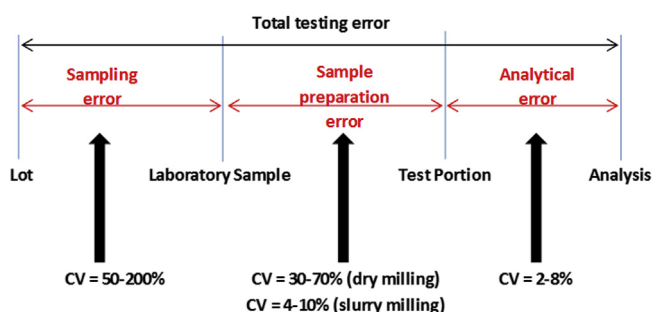 Total testing error
Sampling
error
Sample
preparation
error
Analytical
error
Lot
Laboratory Sample
Test Portion
Analysis
CV = 50-200%
CV = 30-70% (dry milling)
CV = 4-10% (slurry milling)
CV = 2-8%